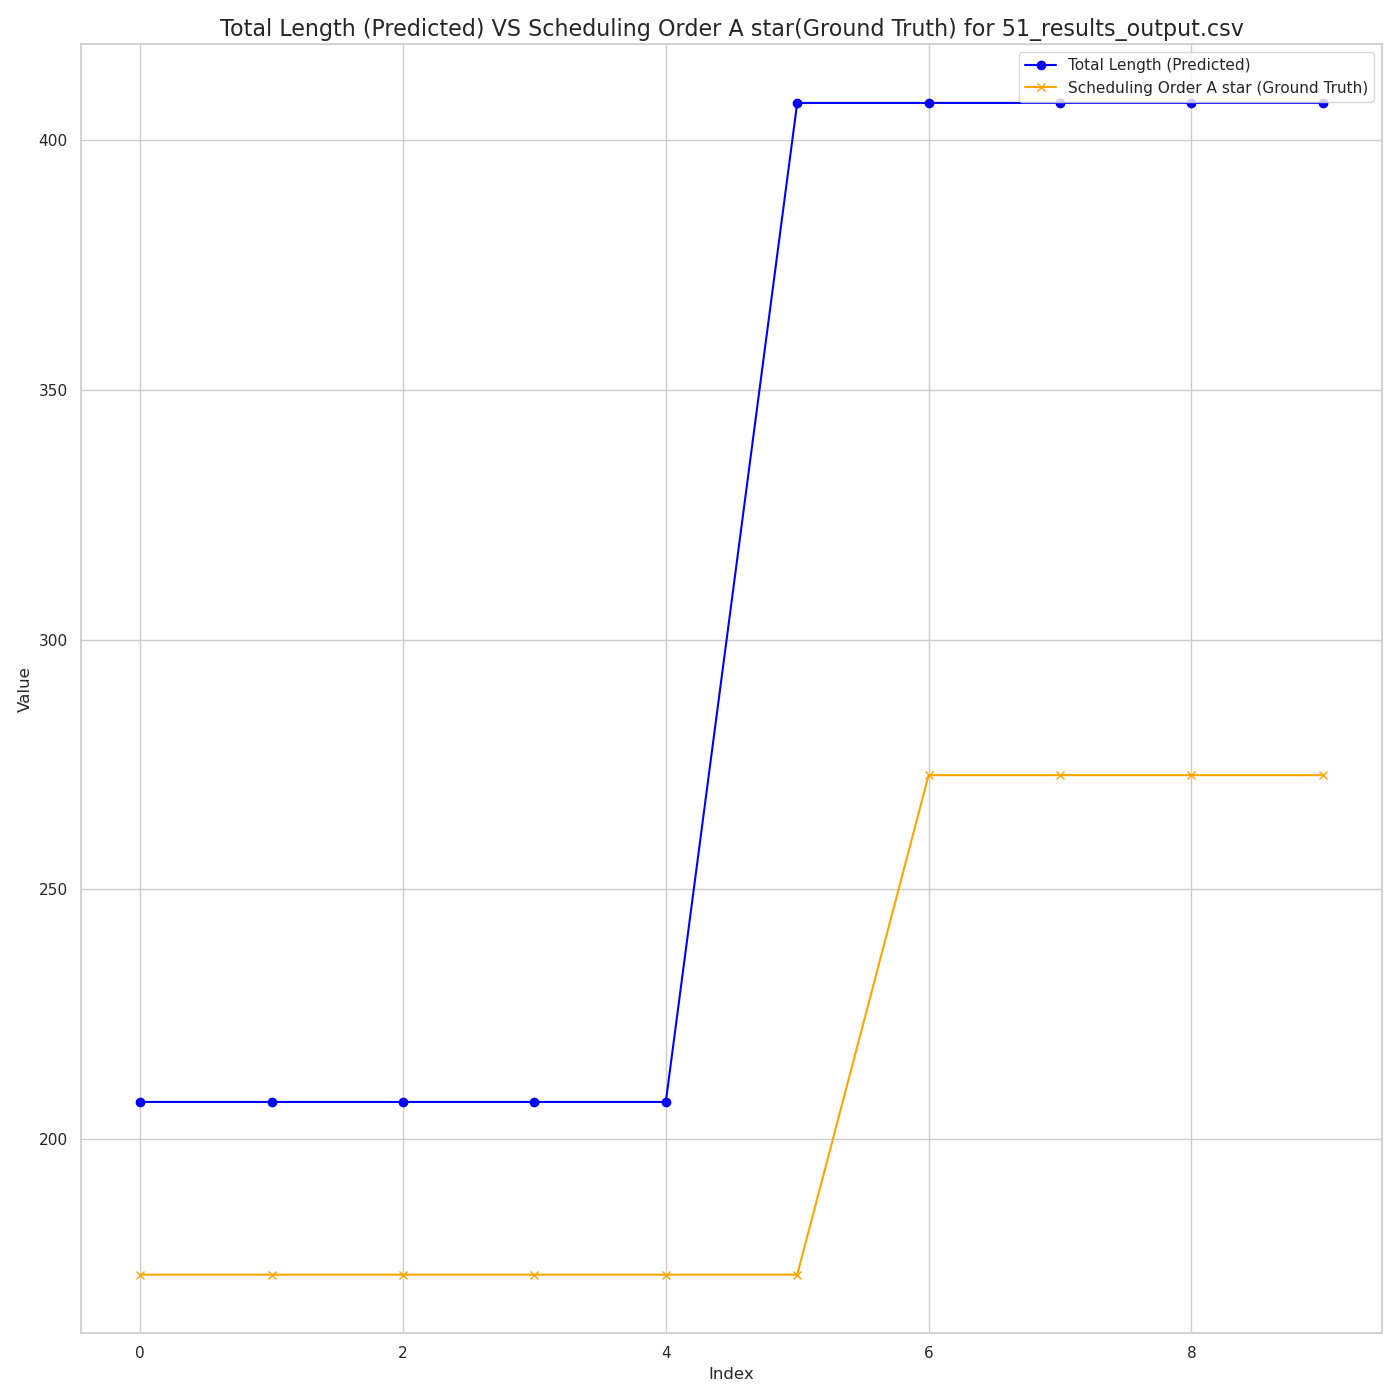 Total Length (Predicted) VS Scheduling Order A star(Ground Truth) for 51_results_output.csv
Total Length (Predicted)
Scheduling Order A star (Ground Truth)
400
350
300
250
200
Value
0 2 4 6 8
Index